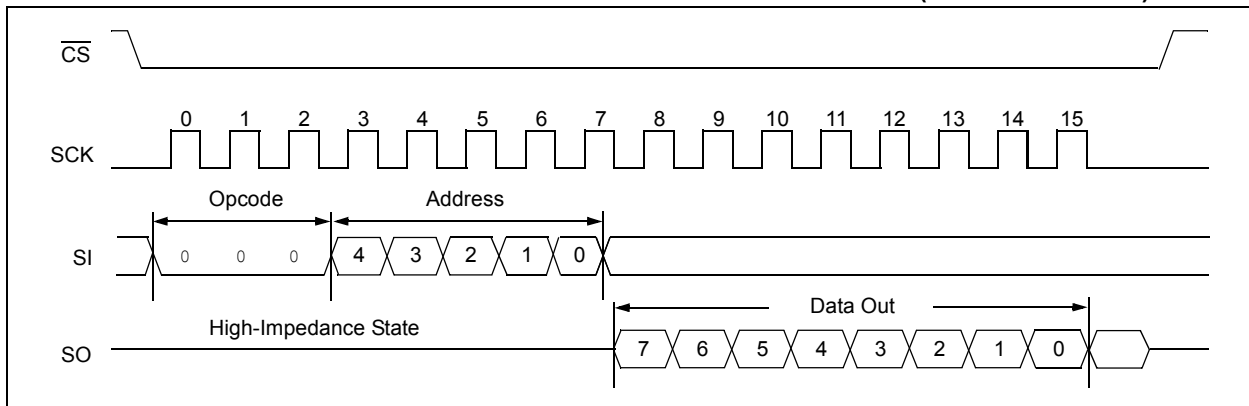 CS
0 1 2 3 4 5 6 7 8 9 10 11 12 13 14 15
SCK
Opcode Address
SI 0 0 0 4 3 2 1 0
Data Out
High-Impedance State
SO 7 6 5 4 3 2 1 0